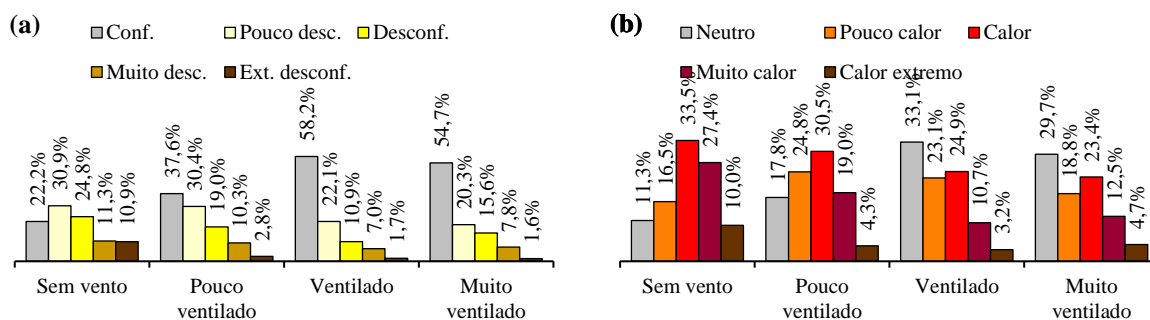 (a)
Conf. Pouco desc. Desconf.
Muito desc. Ext. desconf.
22,2% 30,9% 24,8% 11,3% 10,9% 37,6% 30,4% 19,0% 10,3% 2,8% 58,2% 22,1% 10,9% 7,0% 1,7% 54,7% 20,3% 15,6% 7,8% 1,6%
Sem vento Pouco ventilado Ventilado Muito ventilado
(b)
Neutro Pouco calor Calor
Muito calor Calor extremo
11,3% 16,5% 33,5% 27,4% 10,0% 17,8% 24,8% 30,5% 19,0% 4,3% 33,1% 23,1% 24,9% 10,7% 3,2% 29,7% 18,8% 23,4% 12,5% 4,7%
Sem vento Pouco ventilado Ventilado Muito ventilado